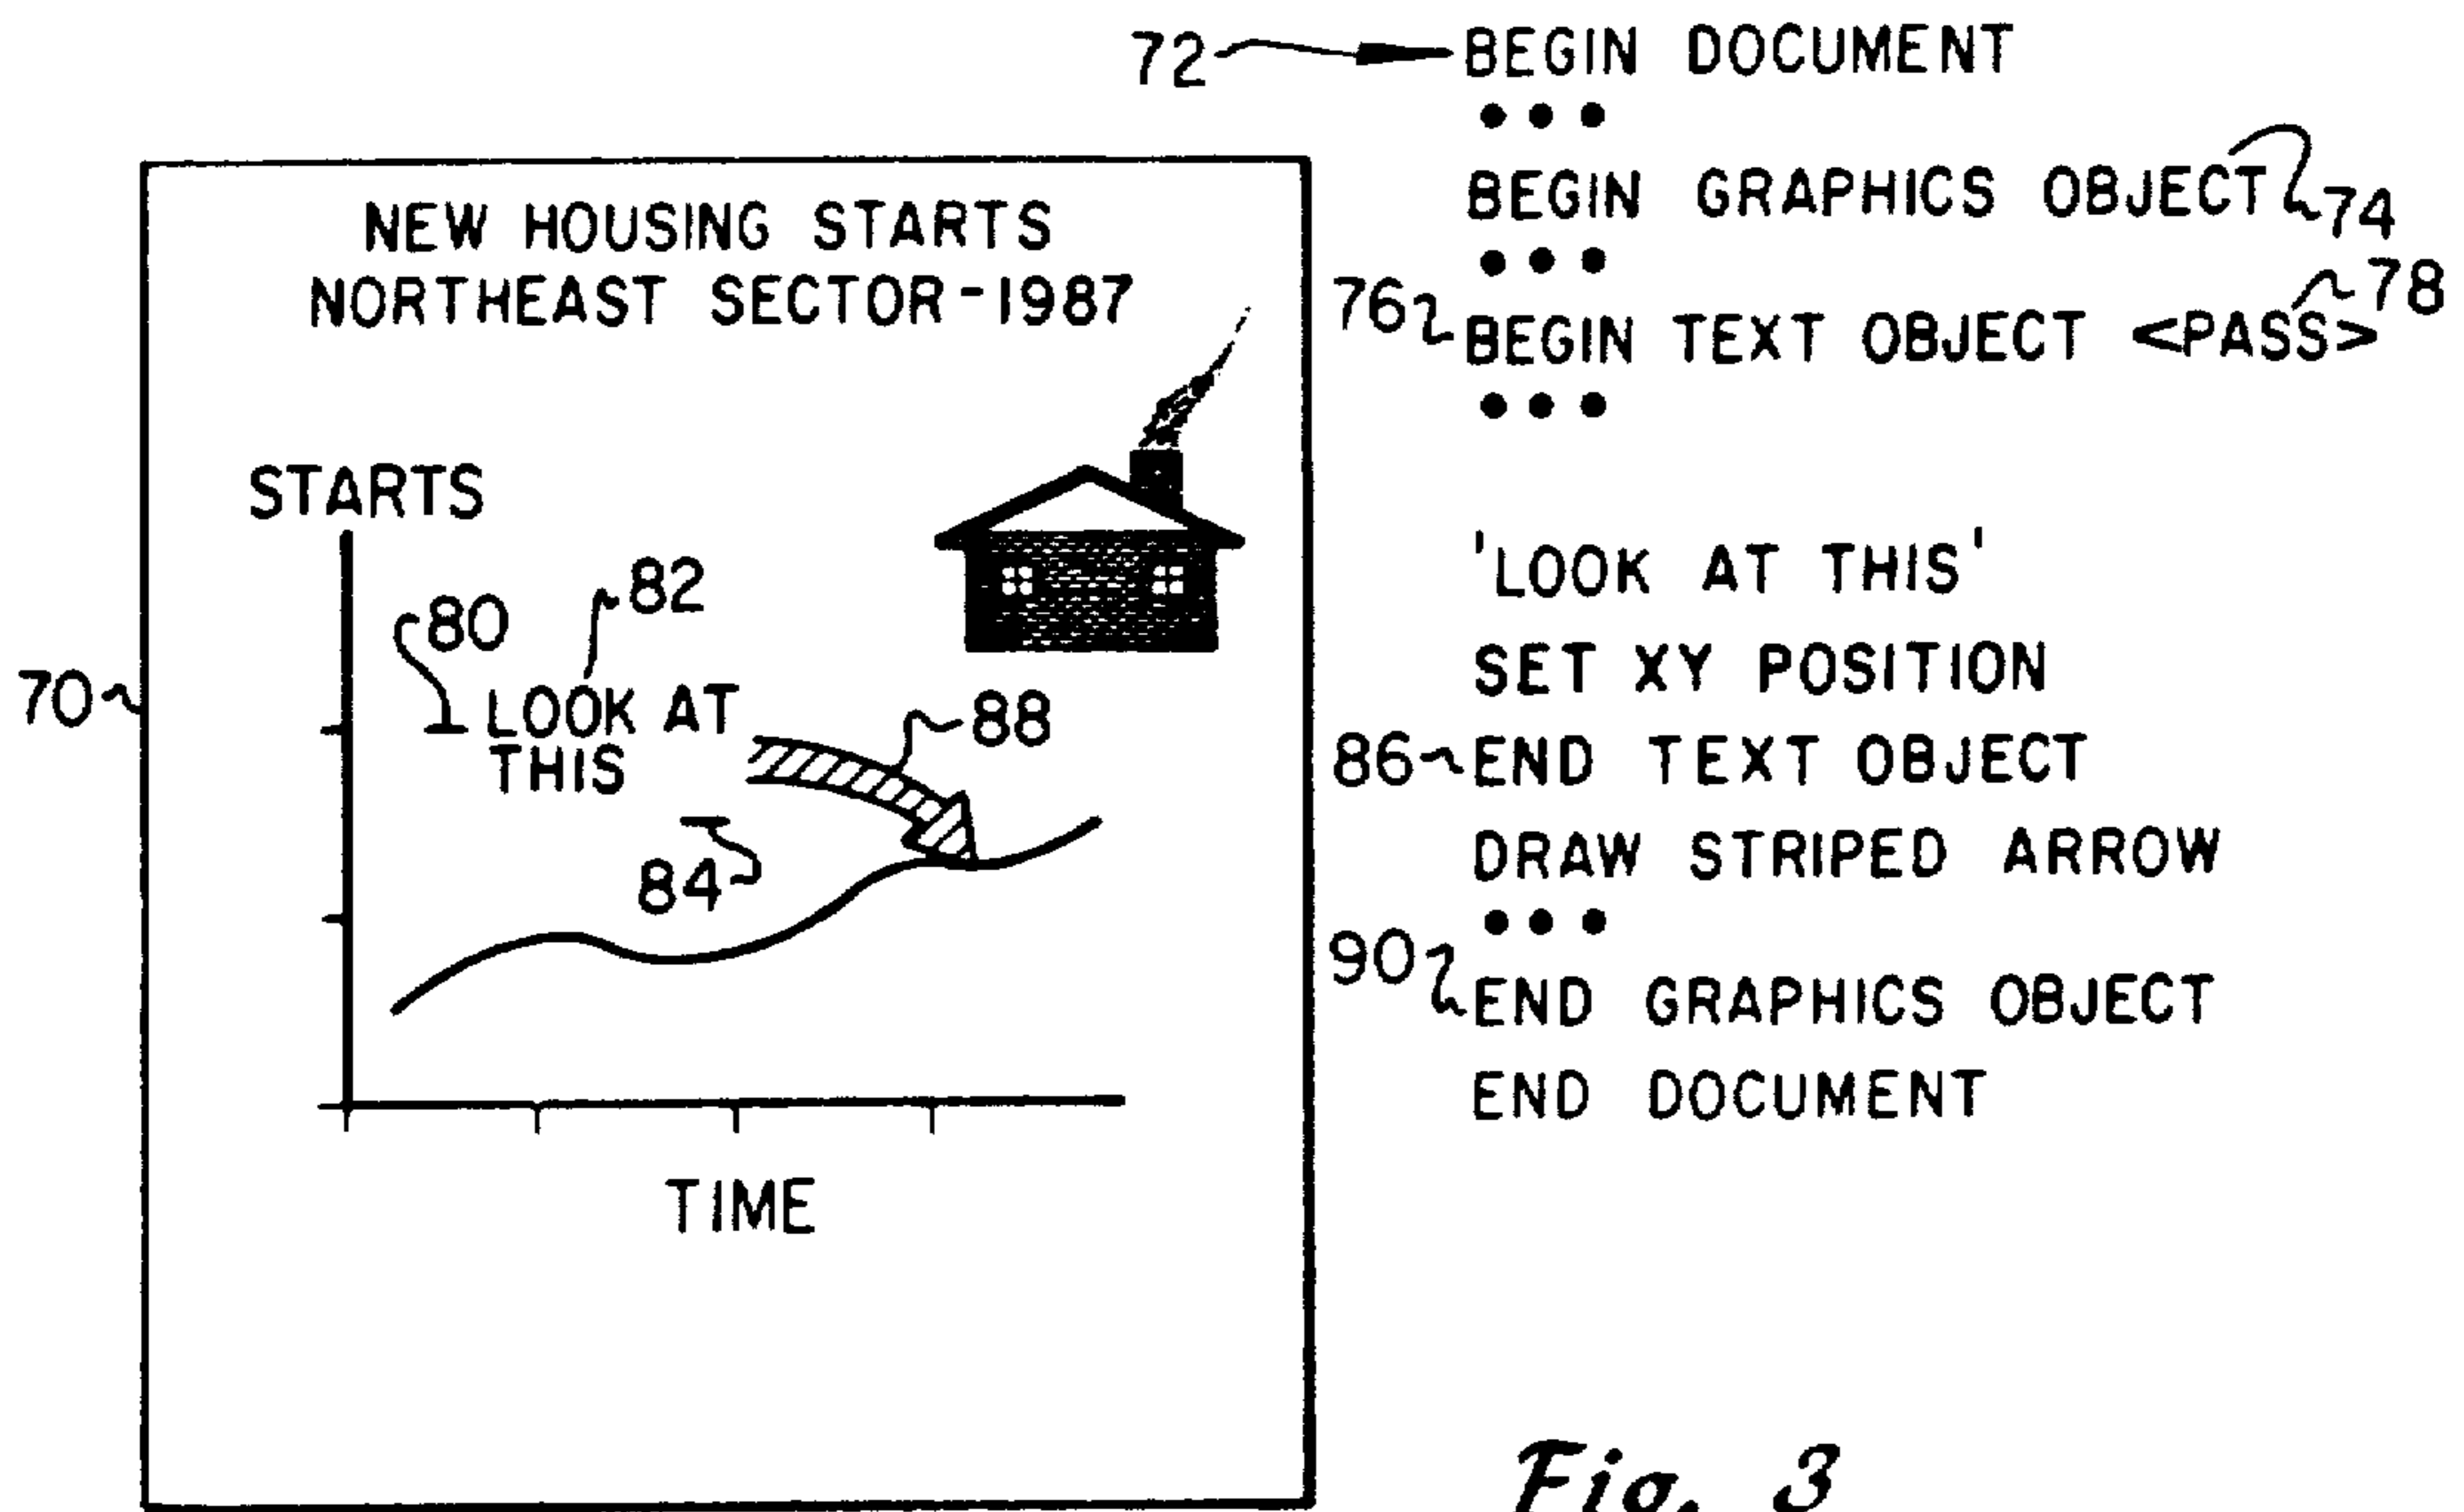 NEW HOUSING STARTS
NORTHEAST SECTOR-1987
STARTS
80
82
70
LOOK AT
THIS
88
84
TIME
72
BEGIN DOCUMENT
•••
BEGIN GRAPHICS OBJECT
74
•••
78
76
BEGIN TEXT OBJECT <PASS>
•••
'LOOK AT THIS'
SET XY POSITION
86
END TEXT OBJECT
DRAW STRIPED ARROW
•••
90
END GRAPHICS OBJECT
END DOCUMENT
Fig. 3